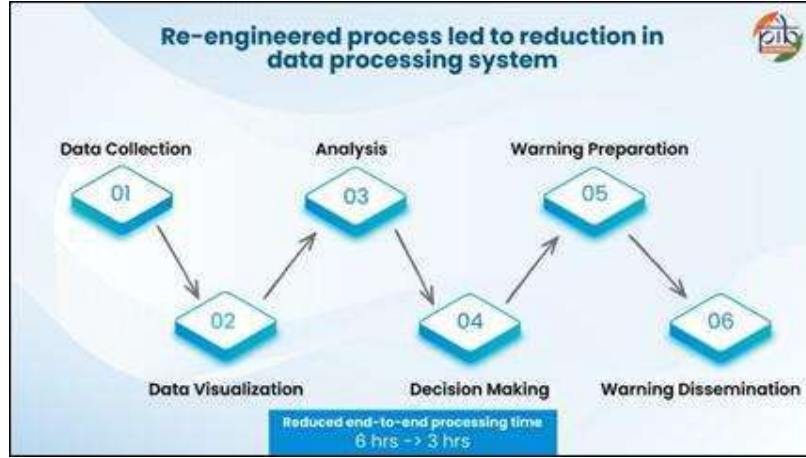 Re-engineered process led to reduction in
data processing system
pib
Data Collection
Analysis
Warning Preparation
01
03
05
02
04
06
Data Visualization
Decision Making
Warning Dissemination
Reduced end-to-end processing time
6 hrs -> 3 hrs